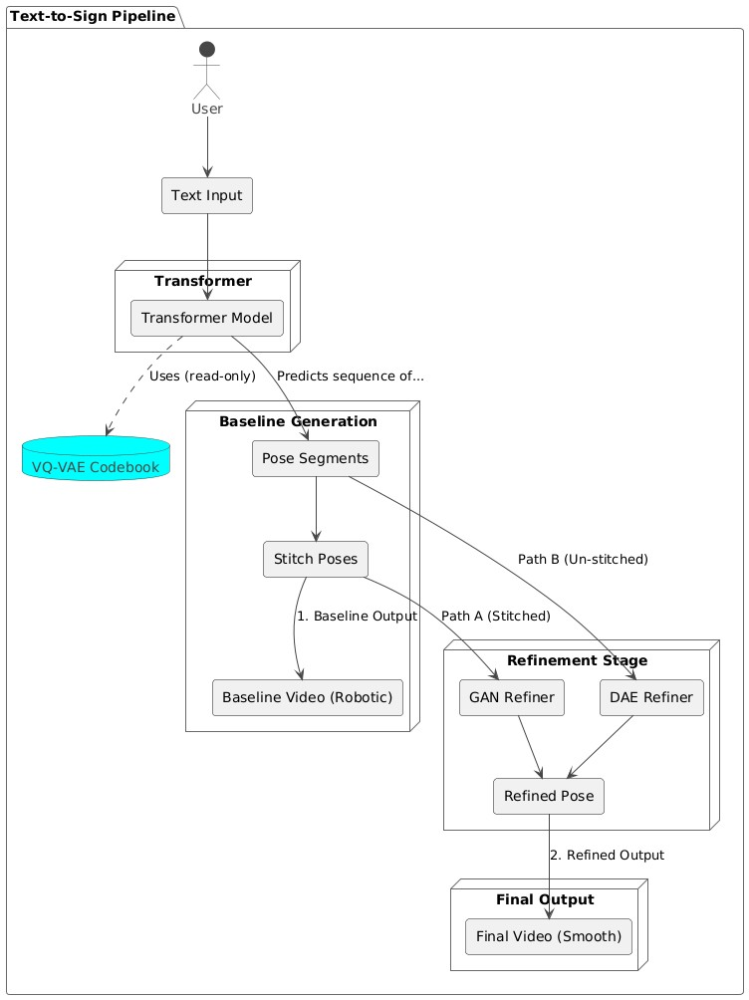 Text-to-Sign Pipeline
User
Text Input
Transformer
Transformer Model
Uses (read-only)
Predicts sequence of...
Baseline Generation
VQ-VAE Codebook
Pose Segments
Stitch Poses
Path B (Un-stitched)
1. Baseline Output
Path A (Stitched)
Refinement Stage
Baseline Video (Robotic)
GAN Refiner
DAE Refiner
Refined Pose
2. Refined Output
Final Output
Final Video (Smooth)